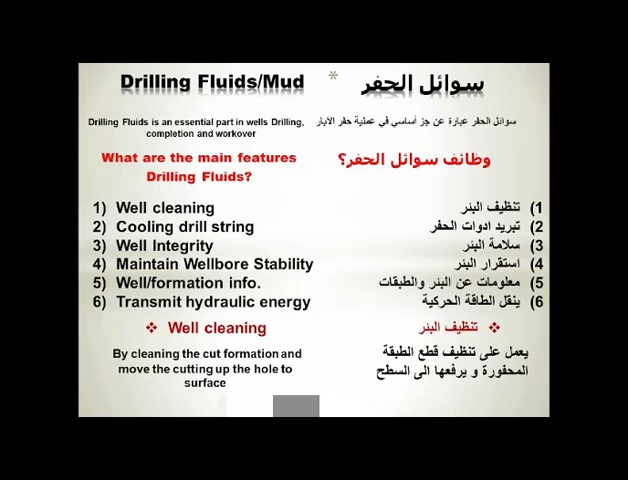 Drilling Fluids/Mud * سوائل الحفر
Drilling Fluids is an essential part in wells Drilling,
completion and workover
سوائل الحفر عبارة عن جز أساسي في عملية حفر الابار
What are the main features
Drilling Fluids?
وظائف سوائل الحفر؟
1) Well cleaning
2) Cooling drill string
3) Well Integrity
4) Maintain Wellbore Stability
5) Well/formation info.
6) Transmit hydraulic energy
1) تنظيف البئر
2) تبريد ادوات الحفر
3) سلامة البئر
4) استقرار البئر
5) معلومات عن البئر والطبقات
6) ينقل الطاقة الحركية
❖ Well cleaning
By cleaning the cut formation and
move the cutting up the hole to
surface
❖ تنظيف البئر
يعمل على تنظيف قطع الطبقة
المحفورة و يرفعها الى السطح